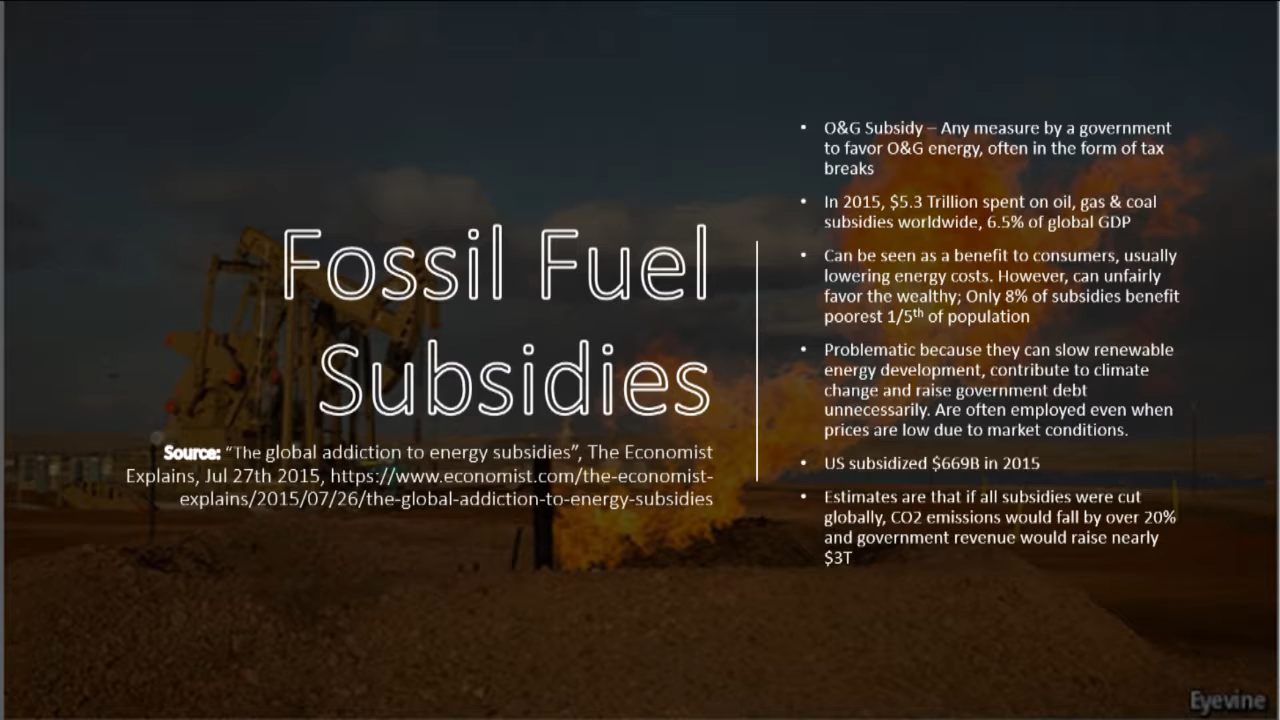 Fossil Fuel
Subsidies
Source: “The global addiction to energy subsidies”, The Economist
Explains, Jul 27th 2015, https://www.economist.com/the-economist-
explains/2015/07/26/the-global-addiction-to-energy-subsidies
• O&G Subsidy – Any measure by a government
to favor O&G energy, often in the form of tax
breaks
• In 2015, $5.3 Trillion spent on oil, gas & coal
subsidies worldwide, 6.5% of global GDP
• Can be seen as a benefit to consumers, usually
lowering energy costs. However, can unfairly
favor the wealthy; Only 8% of subsidies benefit
poorest 1/5th of population
• Problematic because they can slow renewable
energy development, contribute to climate
change and raise government debt
unnecessarily. Are often employed even when
prices are low due to market conditions.
• US subsidized $669B in 2015
• Estimates are that if all subsidies were cut
globally, CO2 emissions would fall by over 20%
and government revenue would raise nearly
$3T
Eyevine